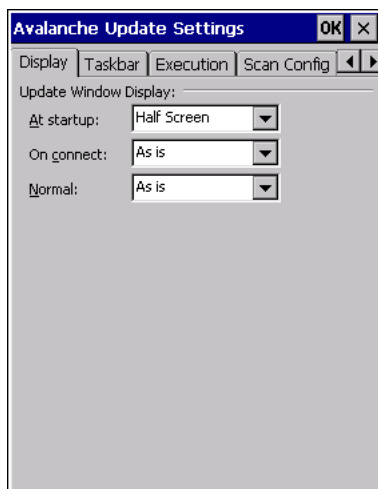 Avalanche Update Settings OK ×
Display Taskbar Execution Scan Config
Update Window Display:
At startup: Half Screen
On connect: As is
Normal: As is